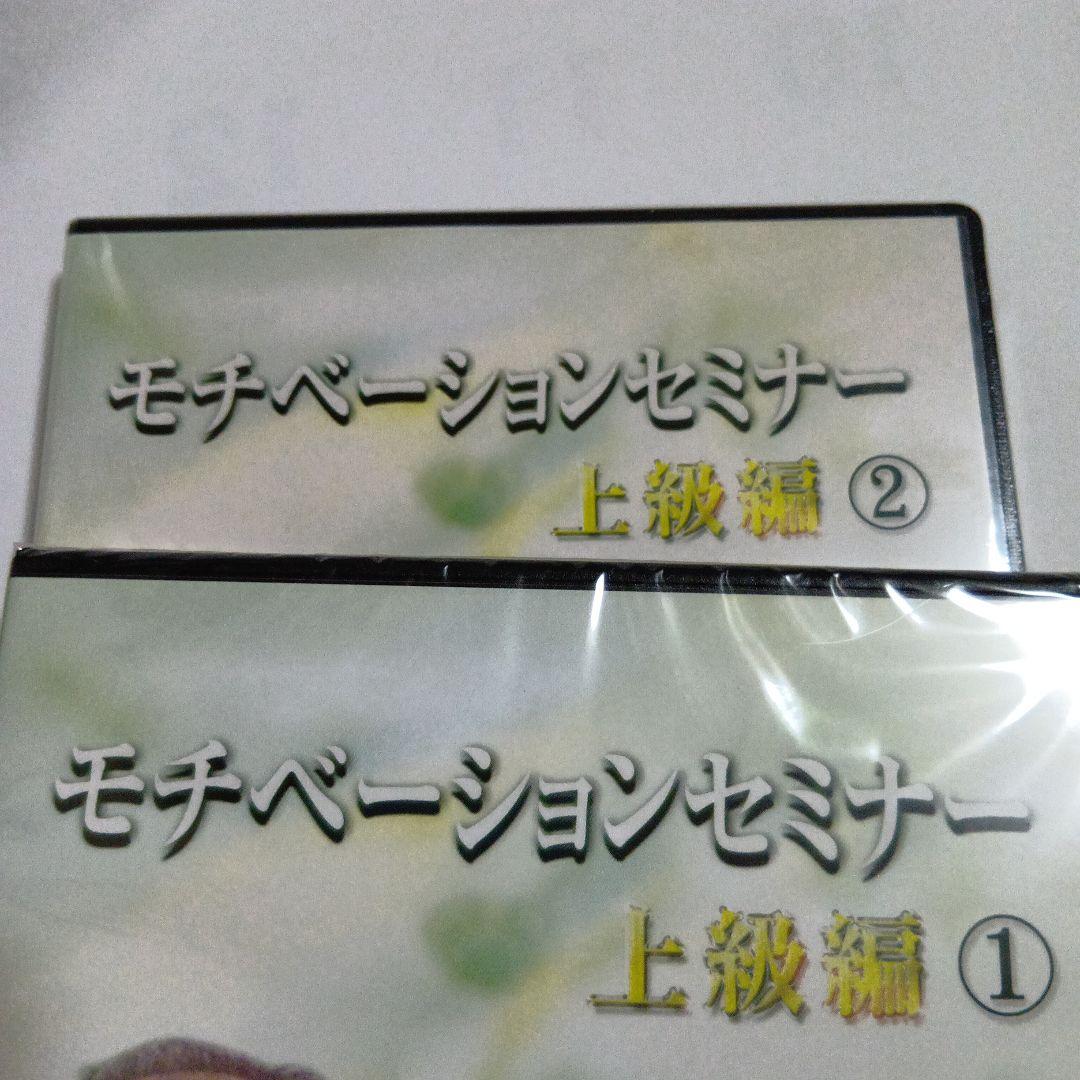 モチベーションセミナー
上級編 ②
モチベーションセミナー
上級編 ①